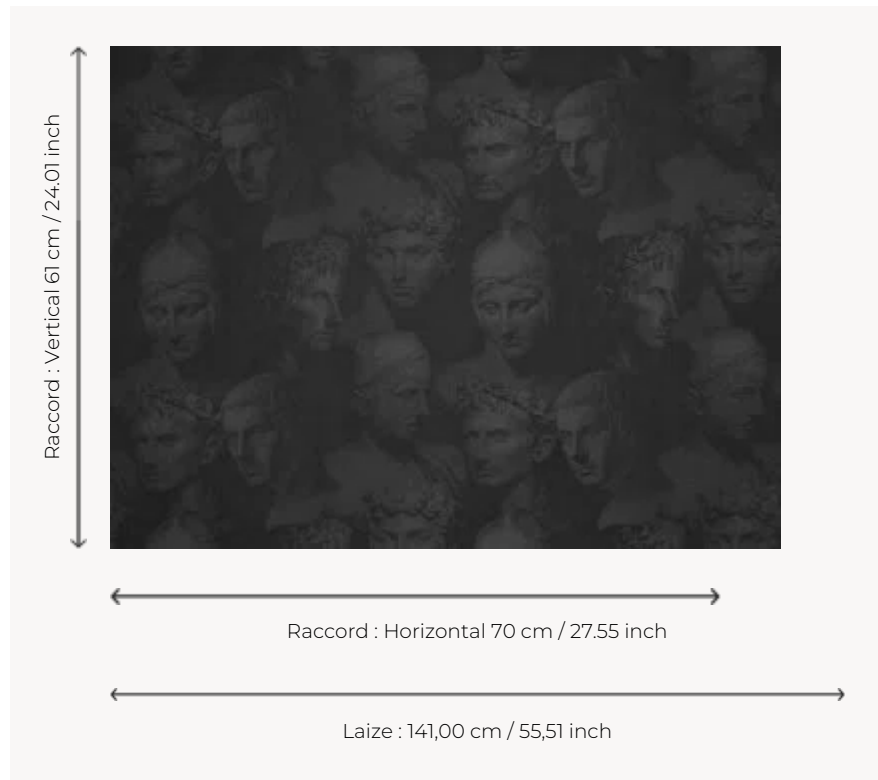 Raccord : Vertical 61 cm / 24.01 inch
Raccord : Horizontal 70 cm / 27.55 inch
Laize : 141,00 cm / 55,51 inch